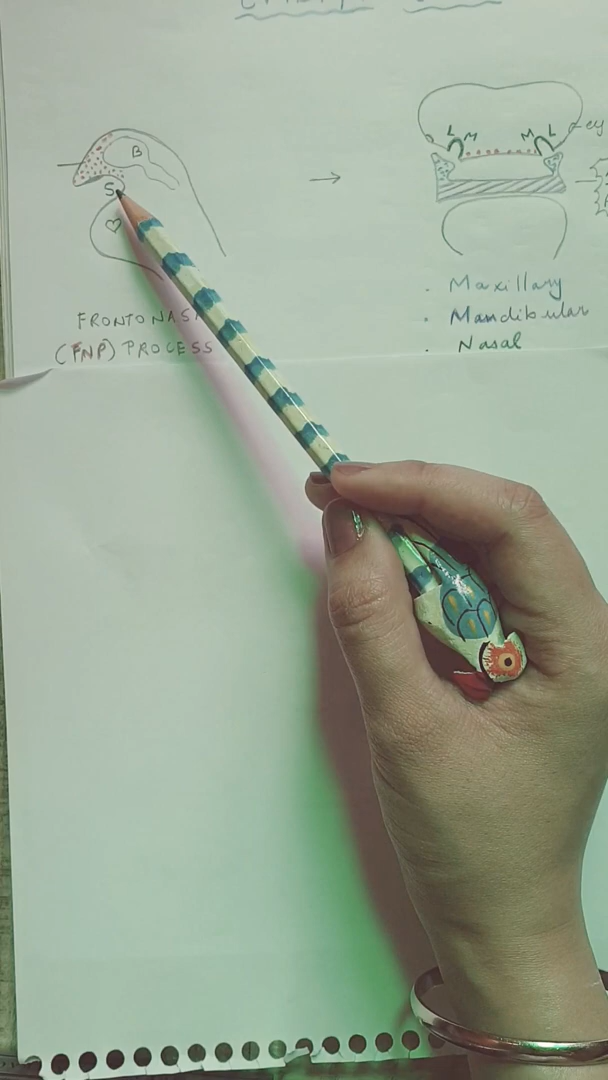 B
S
FRONTONAS
(FNP) PROCESS
L M M L
ey
. Maxillary
. Mandibular
. Nasal